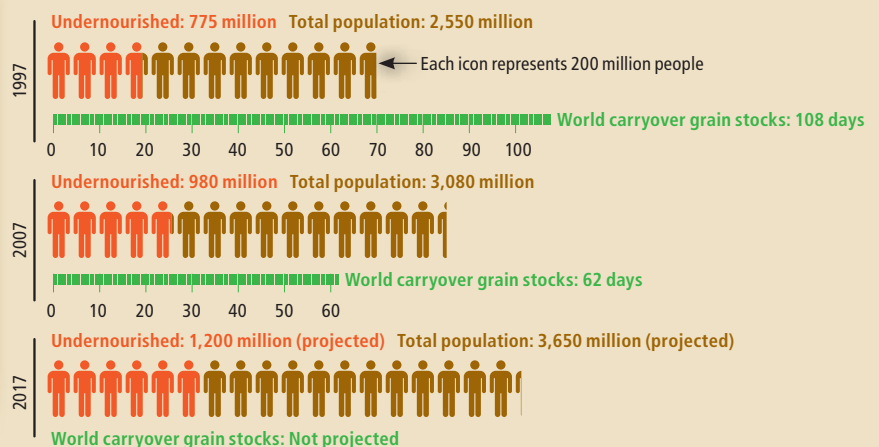 Undernourished: 775 million Total population: 2,550 million
1997
Each icon represents 200 million people
World carryover grain stocks: 108 days
0 10 20 30 40 50 60 70 80 90 100
Undernourished: 980 million Total population: 3,080 million
2007
World carryover grain stocks: 62 days
0 10 20 30 40 50 60
Undernourished: 1,200 million (projected) Total population: 3,650 million (projected)
2017
World carryover grain stocks: Not projected